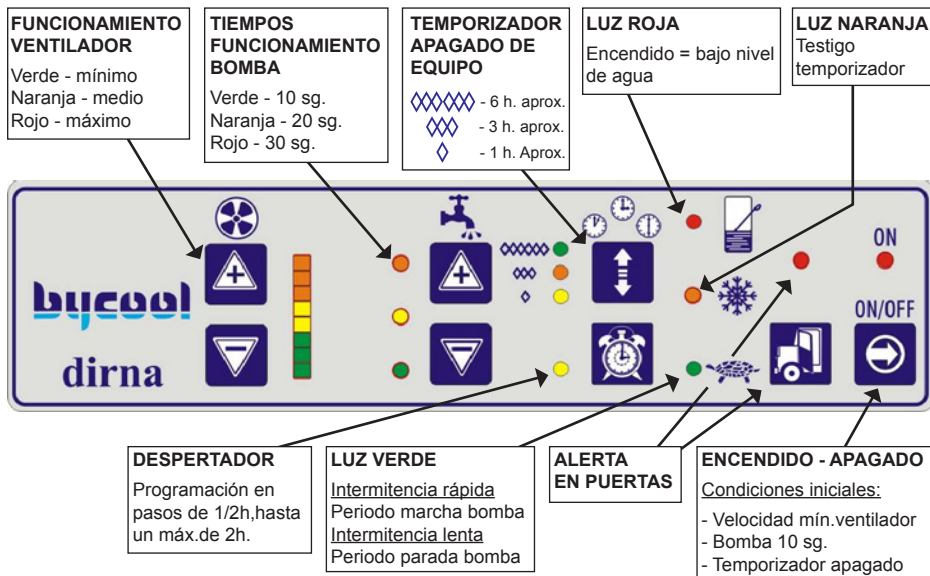 FUNCIONAMIENTO
VENTILADOR
Verde - mínimo
Naranja - medio
Rojo - máximo
TIEMPOS
FUNCIONAMIENTO
BOMBA
Verde - 10 sg.
Naranja - 20 sg.
Rojo - 30 sg.
TEMPORIZADOR
APAGADO DE
EQUIPO
- 6 h. aprox.
- 3 h. aprox.
- 1 h. Aprox.
LUZ ROJA
Encendido = bajo nivel
de agua
LUZ NARANJA
Testigo
temporizador
bycool
dirna
ON
ON/OFF
DESPERTADOR
Programación en
pasos de 1/2h,hasta
un máx.de 2h.
LUZ VERDE
Intermitencia rápida
Periodo marcha bomba
Intermitencia lenta
Periodo parada bomba
ALERTA
EN PUERTAS
ENCENDIDO - APAGADO
Condiciones iniciales:
- Velocidad mín.ventilador
- Bomba 10 sg.
- Temporizador apagado